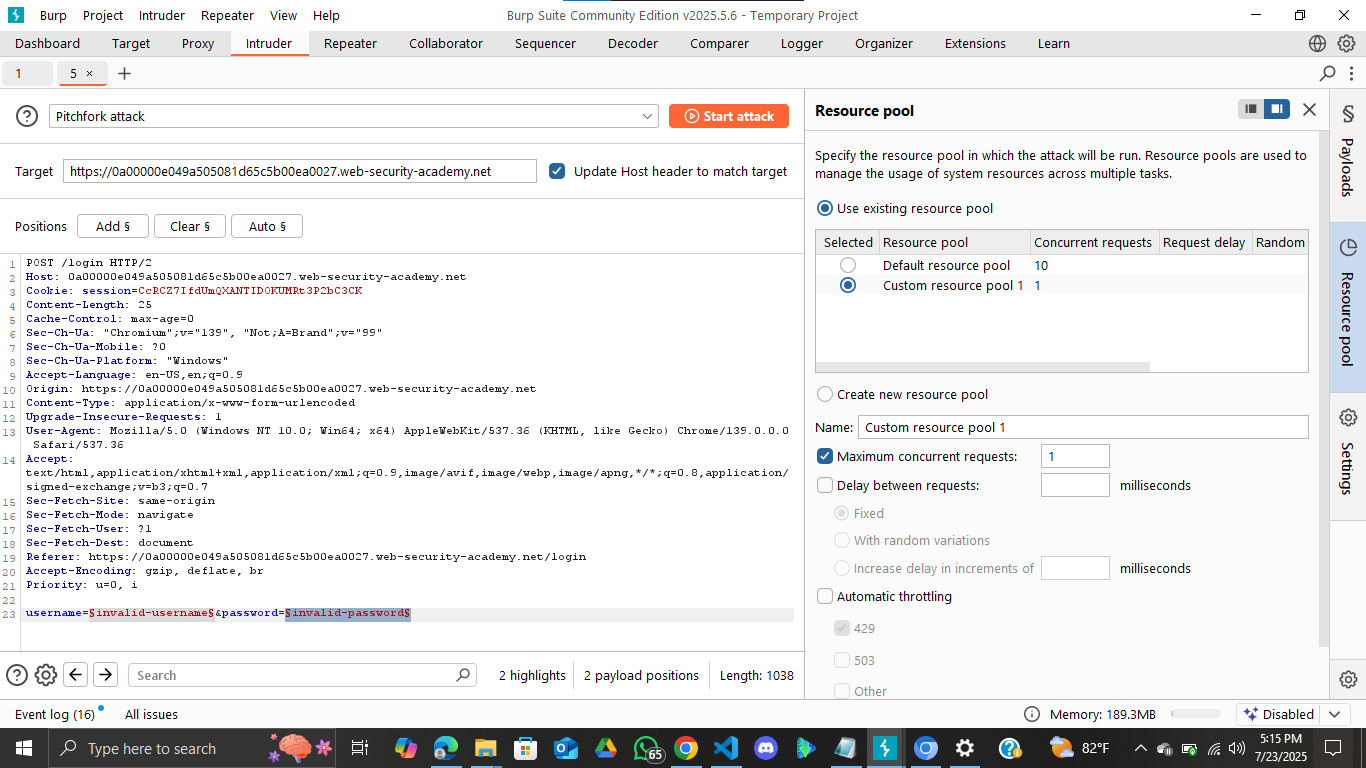 Burp Project Intruder Repeater View Help Burp Suite Community Edition v2025.5.6 - Temporary Project
Dashboard Target Proxy Intruder Repeater Collaborator Sequencer Decoder Comparer Logger Organizer Extensions Learn
1 5 × +
Pitchfork attack Start attack
Target https://0a00000e049a505081d65c5b00ea0027.web-security-academy.net Update Host header to match target
Positions Add § Clear § Auto §
1 POST /login HTTP/2
2 Host: 0a00000e049a505081d65c5b00ea0027.web-security-academy.net
3 Cookie: session=CcRCZ7IfdUmQXANTIDOKUMRt3P2bC3CK
4 Content-Length: 25
5 Cache-Control: max-age=0
6 Sec-Ch-Ua: "Chromium";v="139", "Not;A=Brand";v="99"
7 Sec-Ch-Ua-Mobile: ?0
8 Sec-Ch-Ua-Platform: "Windows"
9 Accept-Language: en-US,en;q=0.9
10 Origin: https://0a00000e049a505081d65c5b00ea0027.web-security-academy.net
11 Content-Type: application/x-www-form-urlencoded
12 Upgrade-Insecure-Requests: 1
13 User-Agent: Mozilla/5.0 (Windows NT 10.0; Win64; x64) AppleWebKit/537.36 (KHTML, like Gecko) Chrome/139.0.0.0
Safari/537.36
14 Accept:
text/html,application/xhtml+xml,application/xml;q=0.9,image/avif,image/webp,image/apng,*/*;q=0.8,application/
signed-exchange;v=b3;q=0.7
15 Sec-Fetch-Site: same-origin
16 Sec-Fetch-Mode: navigate
17 Sec-Fetch-User: ?1
18 Sec-Fetch-Dest: document
19 Referer: https://0a00000e049a505081d65c5b00ea0027.web-security-academy.net/login
20 Accept-Encoding: gzip, deflate, br
21 Priority: u=0, i
22
23 username=§invalid-username§&password=§invalid-password§
Search 2 highlights 2 payload positions Length: 1038
Resource pool
Specify the resource pool in which the attack will be run. Resource pools are used to
manage the usage of system resources across multiple tasks.
Use existing resource pool
Selected Resource pool Concurrent requests Request delay Random
Default resource pool 10
Custom resource pool 1 1
Create new resource pool
Name: Custom resource pool 1
Maximum concurrent requests: 1
Delay between requests: milliseconds
Fixed
With random variations
Increase delay in increments of milliseconds
Automatic throttling
429
503
Other
§ Payloads
Resource pool
Settings
Event log (16) All issues Memory: 189.3MB Disabled
Type here to search 65 82°F 5:15 PM
7/23/2025